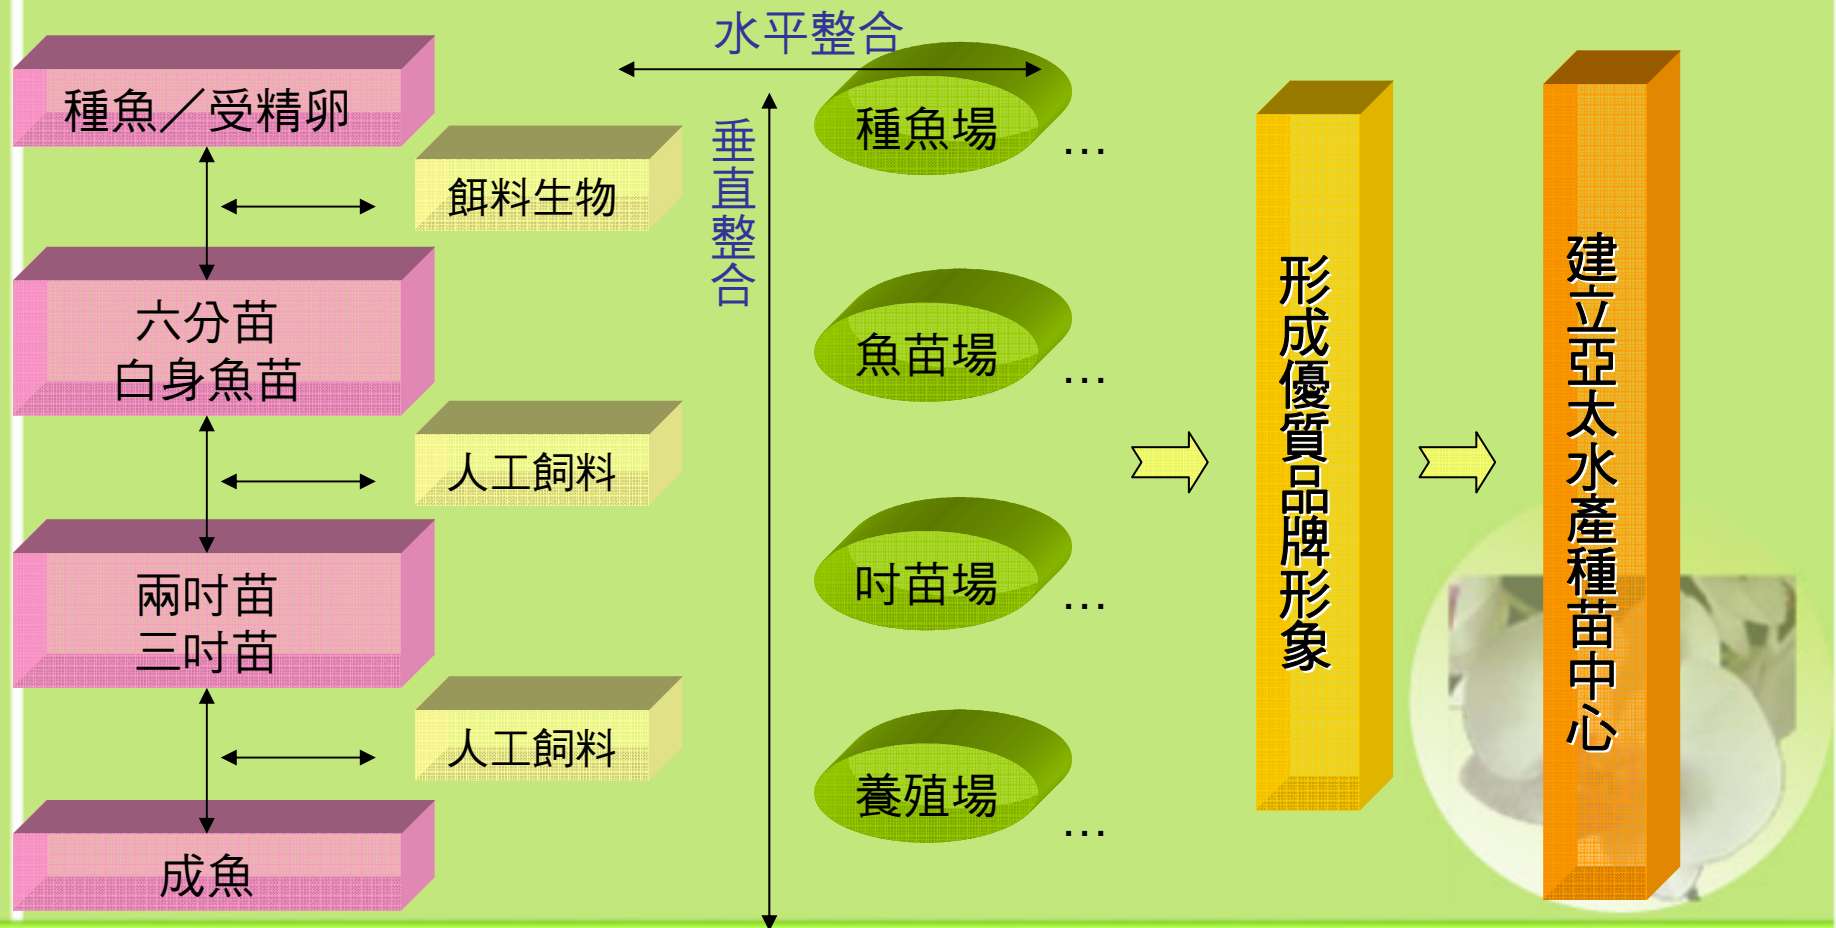 水平整合
垂直整合
種魚／受精卵
餌料生物
六分苗
白身魚苗
人工飼料
兩吋苗
三吋苗
人工飼料
成魚
種魚場
…
魚苗場
…
吋苗場
…
養殖場
…
形成優質品牌形象
建立亞太水產種苗中心